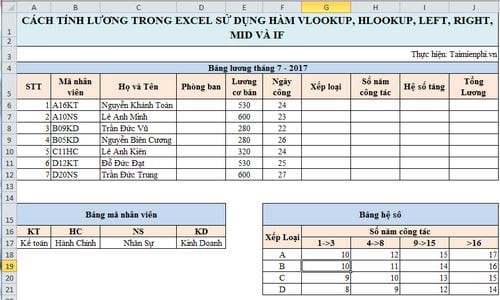 A B C D E F G H I J
1 CÁCH TÍNH LƯƠNG TRONG EXCEL SỬ DỤNG HÀM VLOOKUP, HLOOKUP, LEFT, RIGHT,
2 MID VÀ IF
3 Thực hiện: Taimienphi.vn
4 Bảng lương tháng 7 - 2017
5 STT Mã nhân viên Họ và Tên Phòng ban Lương cơ bản Ngày công Xếp loại Số năm công tác Hệ số tăng Tổng Lương
6 1 A16KT Nguyễn Khánh Toàn 530 24
7 2 A10NS Lê Anh Minh 600 23
8 3 B09KD Trần Đức Vũ 280 22
9 4 B05KD Nguyễn Biên Cương 280 26
10 5 C11HC Lê Anh Kiên 320 24
11 6 D12KT Đỗ Đức Đạt 530 25
12 7 D20NS Trần Đức Trung 600 27
13
14
15 Bảng mã nhân viên Bảng hệ số
16 KT HC NS KD Xếp Loại Số năm công tác
17 Kế toán Hành Chính Nhân Sự Kinh Doanh 1->3 4->8 9->15 >16
18 A 10 12 15 17
19 B 10 11 14 16
20 C 9 10 13 15
21 D 8 9 12 14